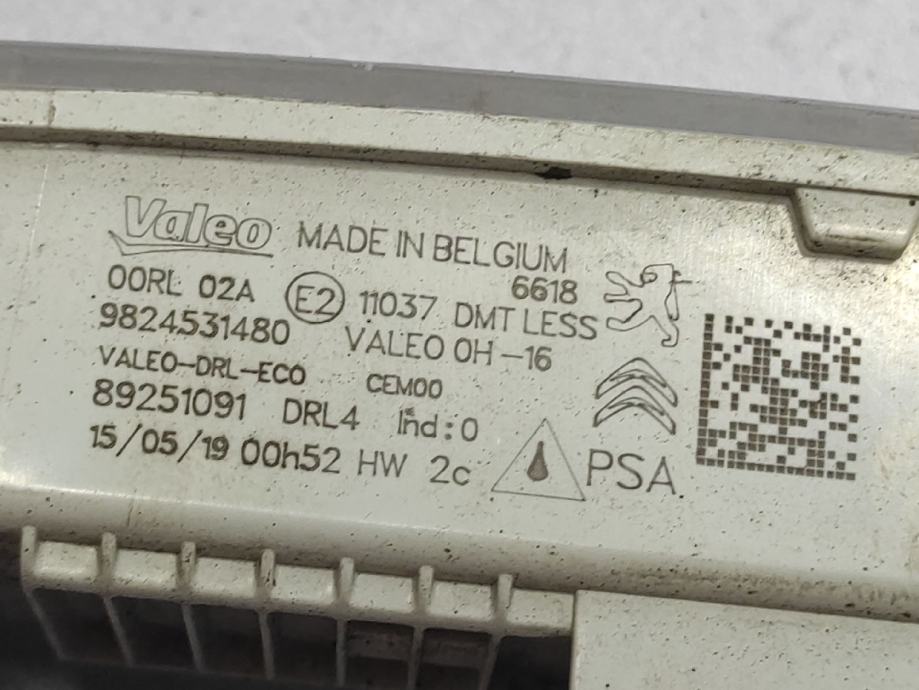 Valeo MADE IN BELGIUM
6618
00RL 02A E2 11037 DMT LESS
9824531480 VALEO 0H-16
VALEO-DRL-ECO CEM00
89251091 DRL4 Ind:0
15/05/19 00h52 HW 2c PSA.